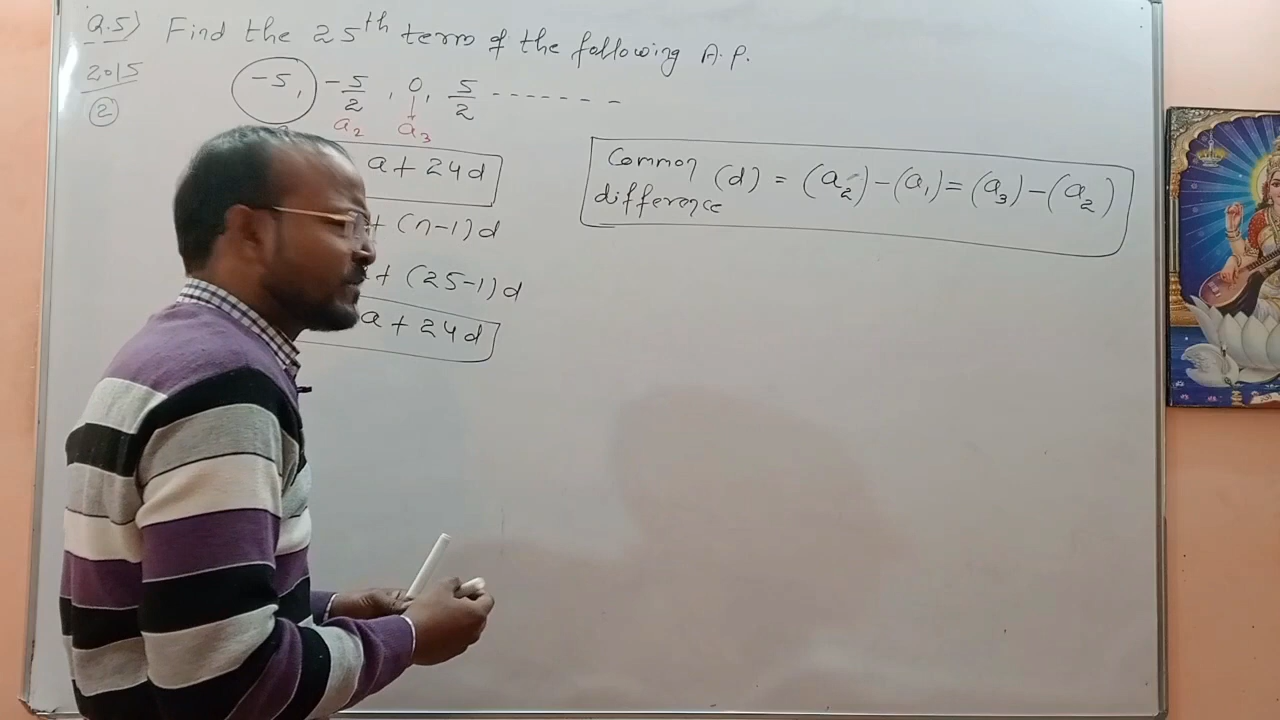 Q.5) Find the 25th term of the following A.P.
2015
②
-5, -5/2, 0, 5/2 -------
a2 a3
a + 24d
+ (n-1)d
+ (25-1)d
a + 24d
Common difference (d) = (a2) - (a1) = (a3) - (a2)